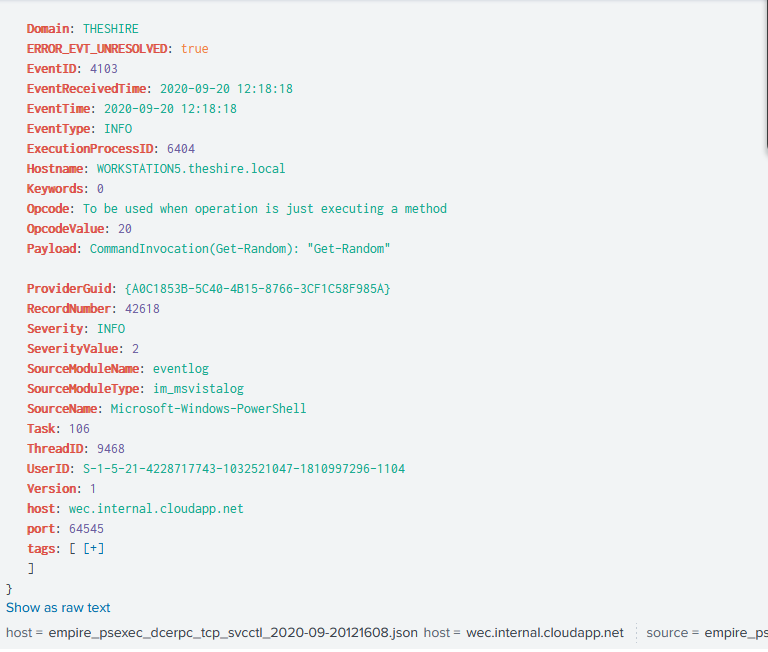 Domain: THESHIRE
ERROR_EVT_UNRESOLVED: true
EventID: 4103
EventReceivedTime: 2020-09-20 12:18:18
EventTime: 2020-09-20 12:18:18
EventType: INFO
ExecutionProcessID: 6404
Hostname: WORKSTATION5.theshire.local
Keywords: 0
Opcode: To be used when operation is just executing a method
OpcodeValue: 20
Payload: CommandInvocation(Get-Random): "Get-Random"
ProviderGuid: {A0C1853B-5C40-4B15-8766-3CF1C58F985A}
RecordNumber: 42618
Severity: INFO
SeverityValue: 2
SourceModuleName: eventlog
SourceModuleType: im_msvistalog
SourceName: Microsoft-Windows-PowerShell
Task: 106
ThreadID: 9468
UserID: S-1-5-21-4228717743-1032521047-1810997296-1104
Version: 1
host: wec.internal.cloudapp.net
port: 64545
tags: [ [+]
]
}
Show as raw text
host = empire_psexec_dcerpc_tcp_svcctl_2020-09-20121608.json host = wec.internal.cloudapp.net source = empire_ps